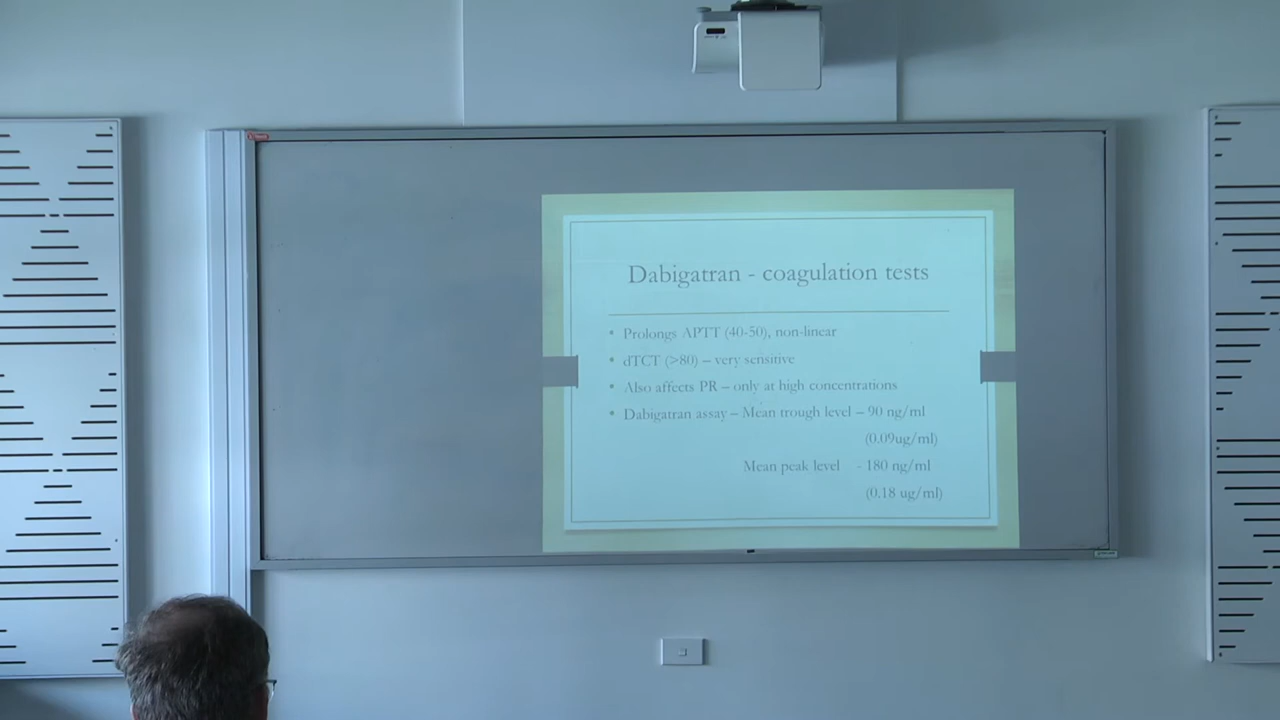 Dabigatran - coagulation tests
• Prolongs APTT (40-50), non-linear
• dTCT (>80) – very sensitive
• Also affects PR – only at high concentrations
• Dabigatran assay – Mean trough level – 90 ng/ml
(0.09ug/ml)
Mean peak level - 180 ng/ml
(0.18 ug/ml)